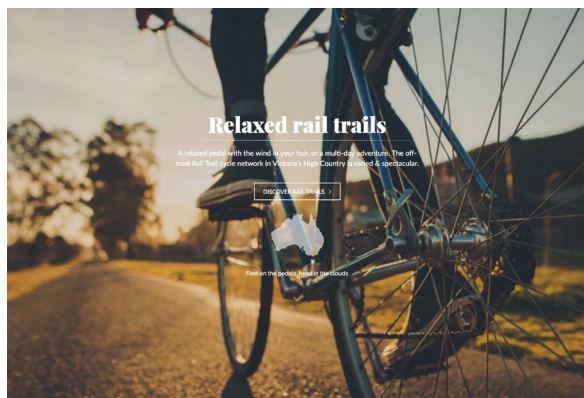 Relaxed rail trails
A relaxed pedal with the wind in your hair, or a multi-day adventure. The off-
road Rail Trail cycle network in Victoria's High Country is varied & spectacular.
DISCOVER RAIL TRAILS >
Feet on the pedals, head in the clouds